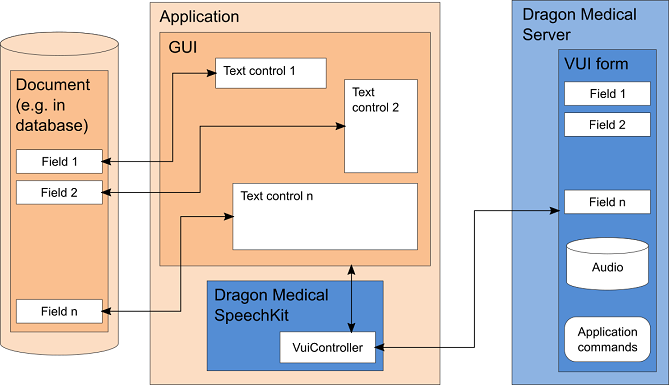 Document
(e.g. in
database)
Field 1
Field 2
Field n
Application
GUI
Text control 1
Text
control 2
Text control n
Dragon Medical
SpeechKit
VuiController
Dragon Medical
Server
VUI form
Field 1
Field 2
Field n
Audio
Application
commands